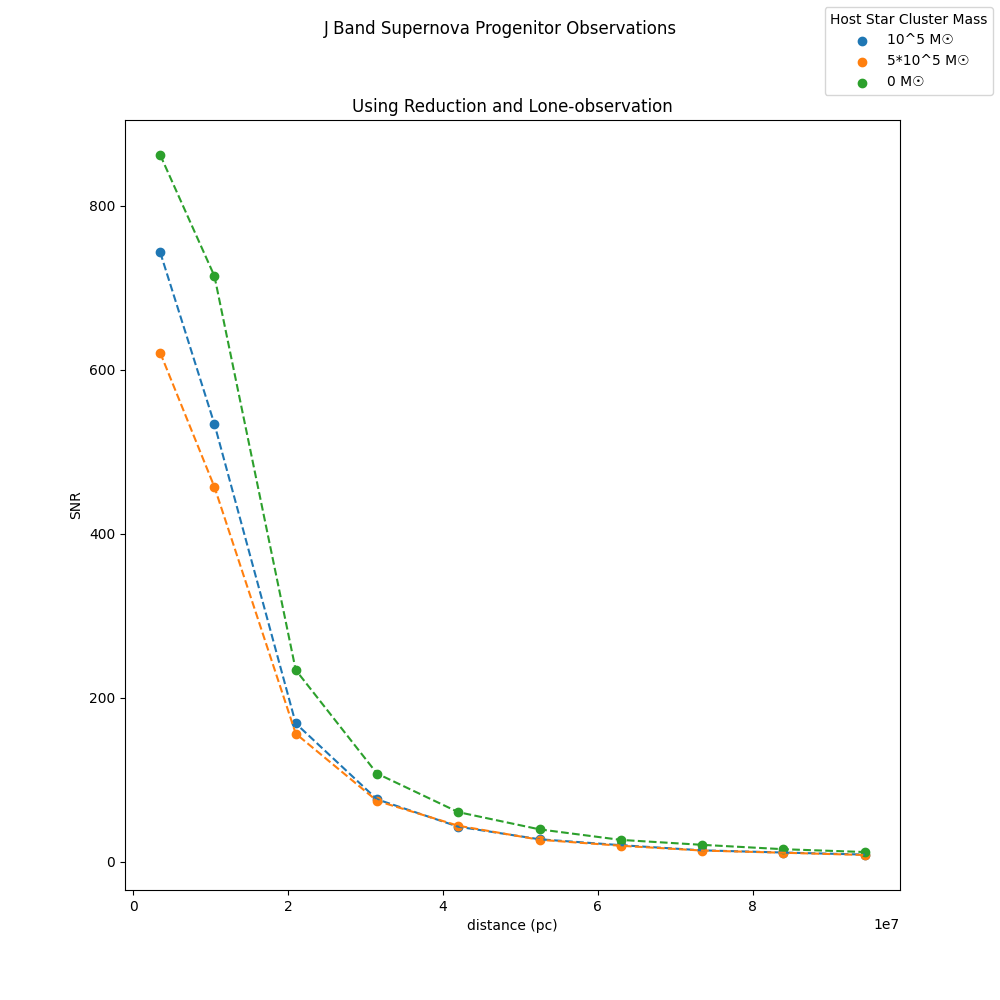 J Band Supernova Progenitor Observations
Host Star Cluster Mass
10^5 M☉
5*10^5 M☉
0 M☉
Using Reduction and Lone-observation
800
600
400
200
0
SNR
0 2 4 6 8
1e7
distance (pc)